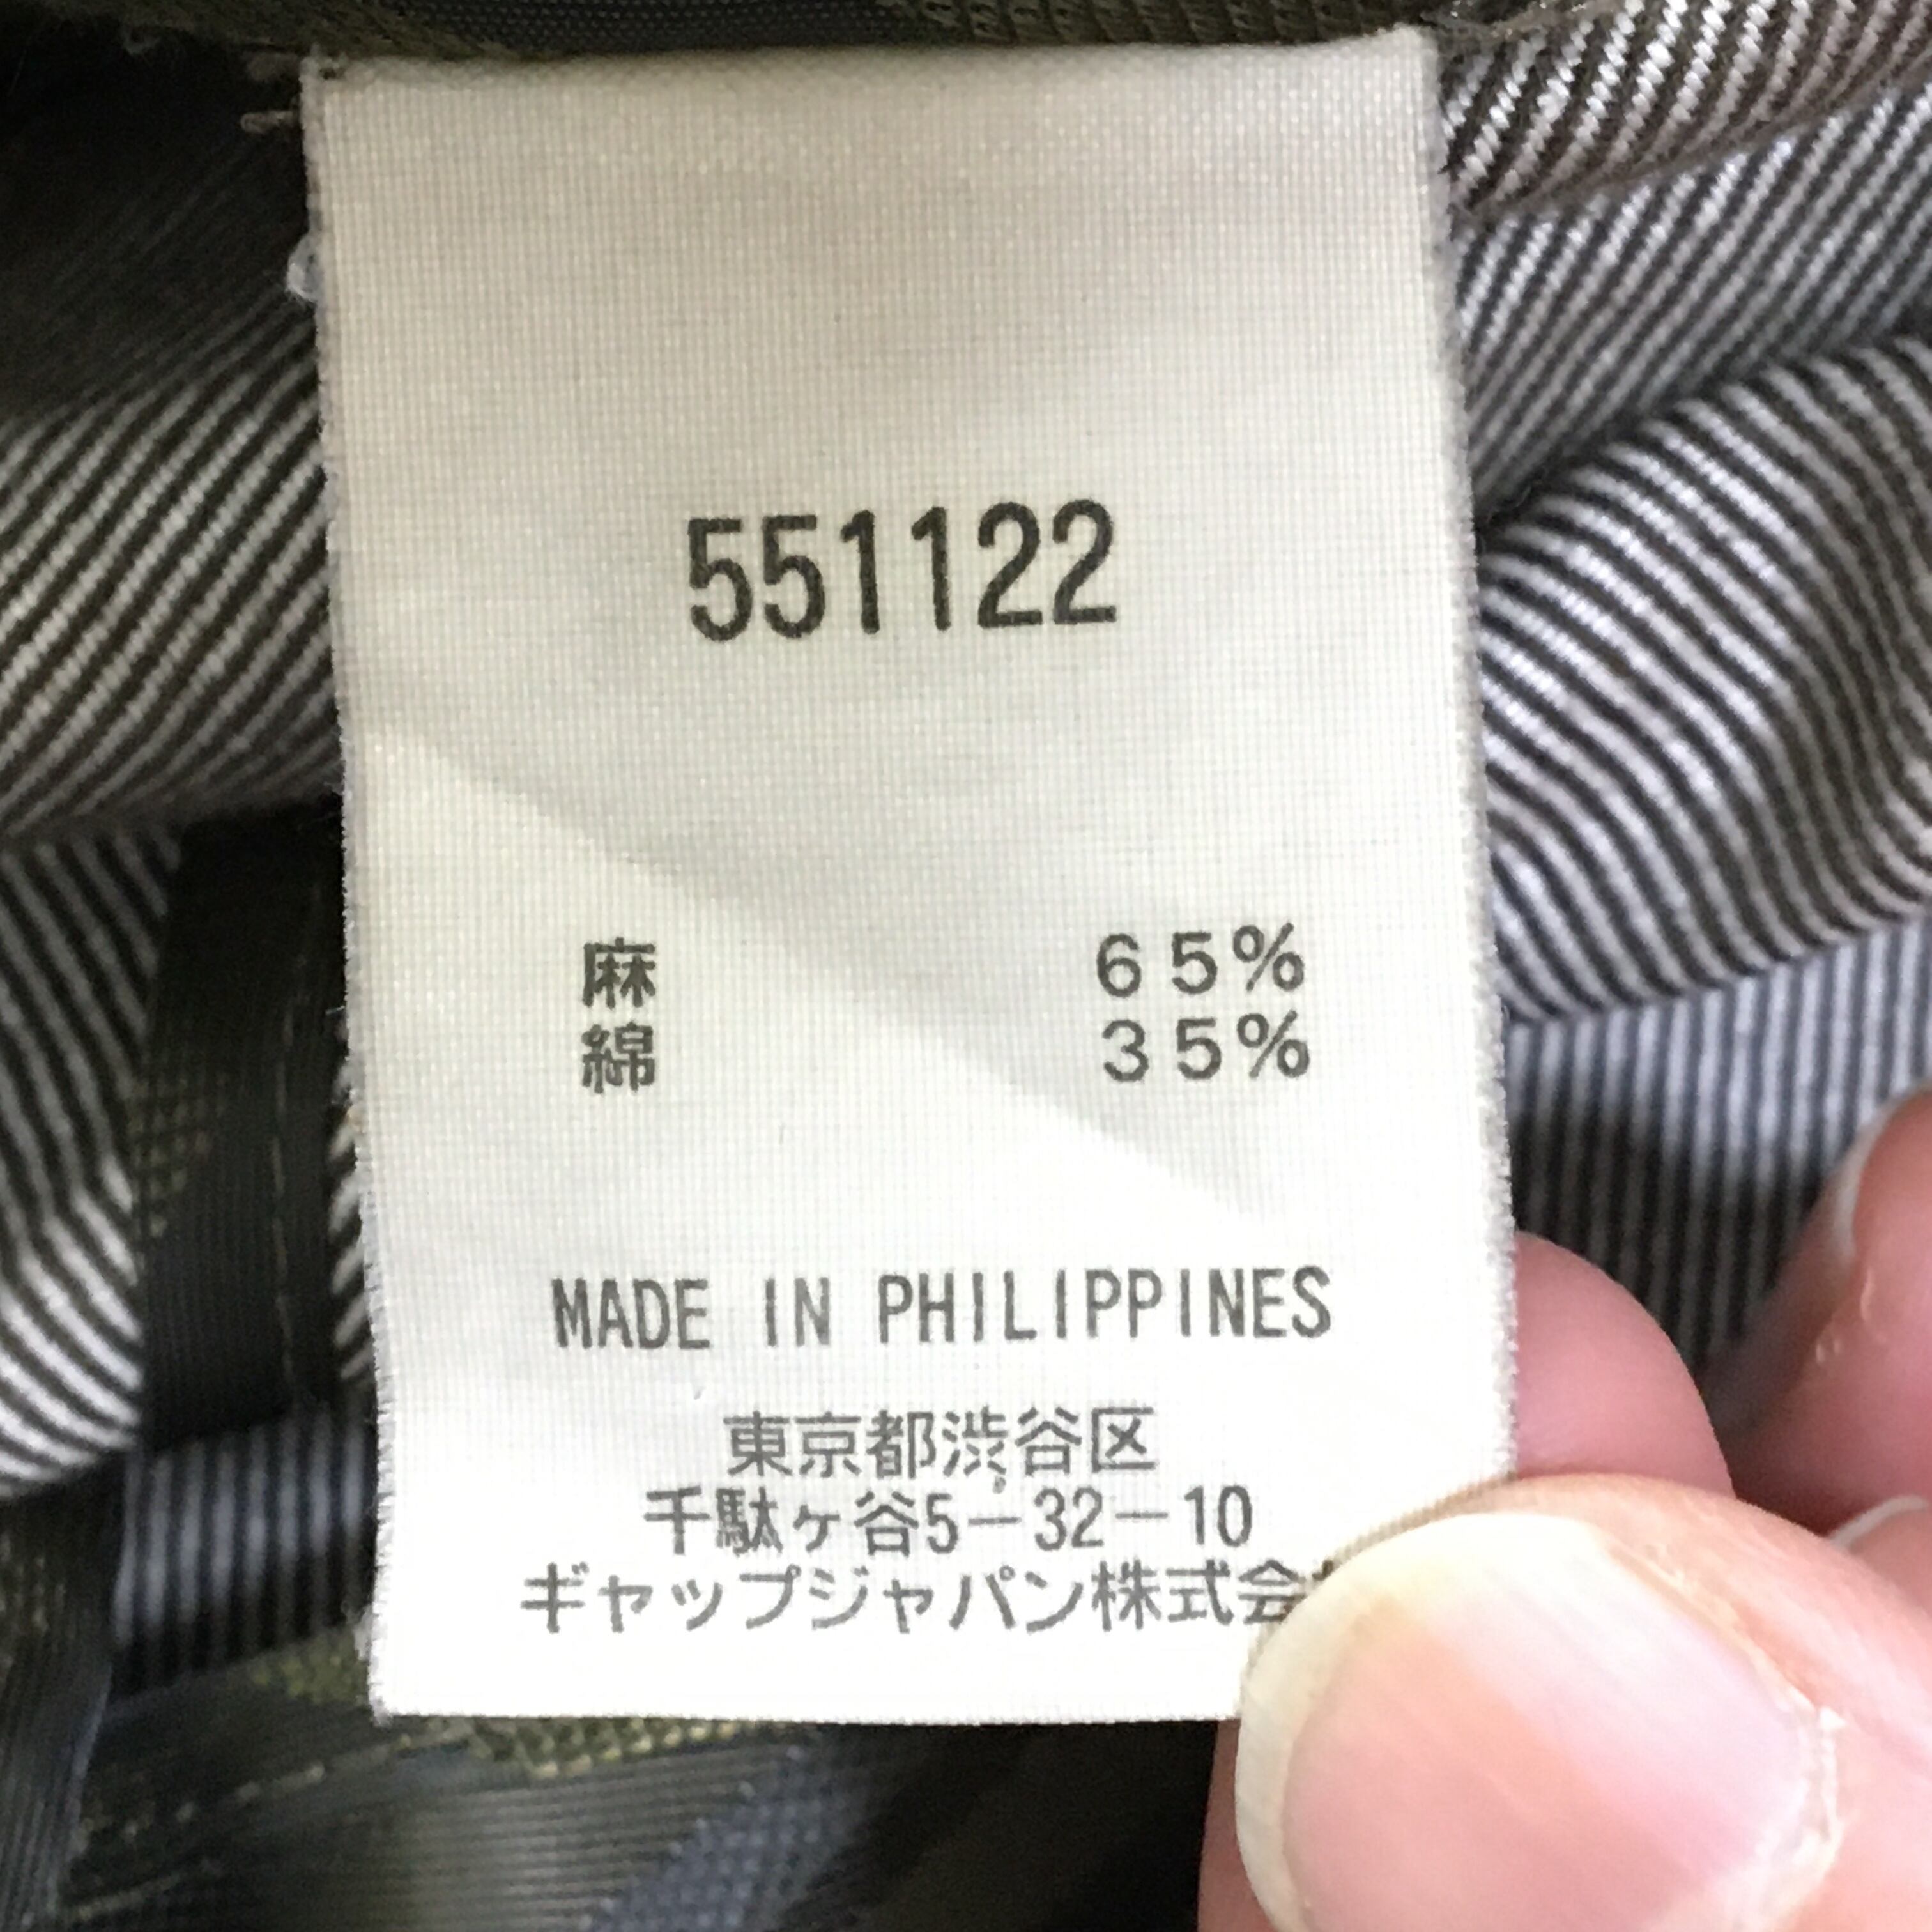 551122
麻 65%
綿 35%
MADE IN PHILIPPINES
東京都渋谷区
千駄ヶ谷5-32-10
ギャップジャパン株式会